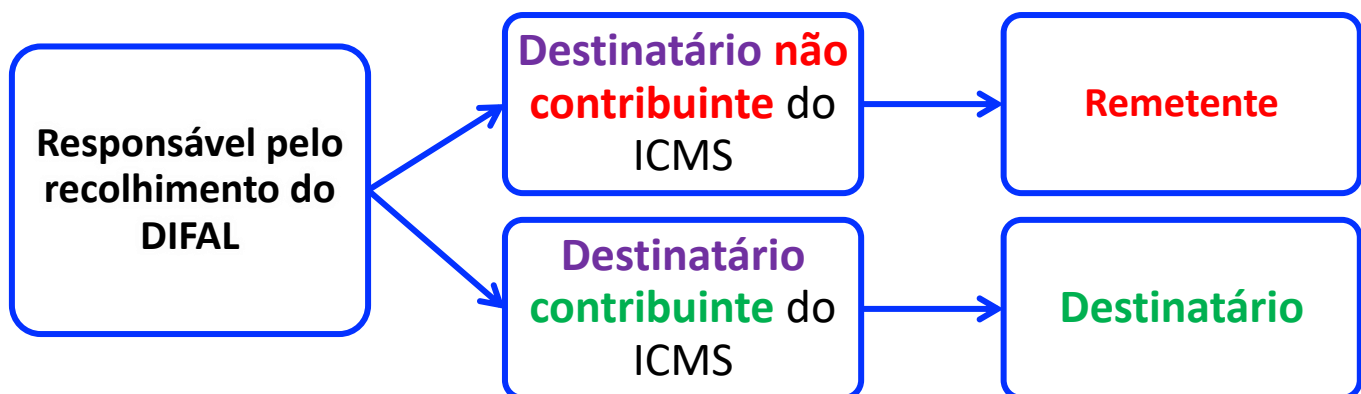 Responsável pelo
recolhimento do
DIFAL
Destinatário não
contribuinte do
ICMS
Remetente
Destinatário
contribuinte do
ICMS
Destinatário